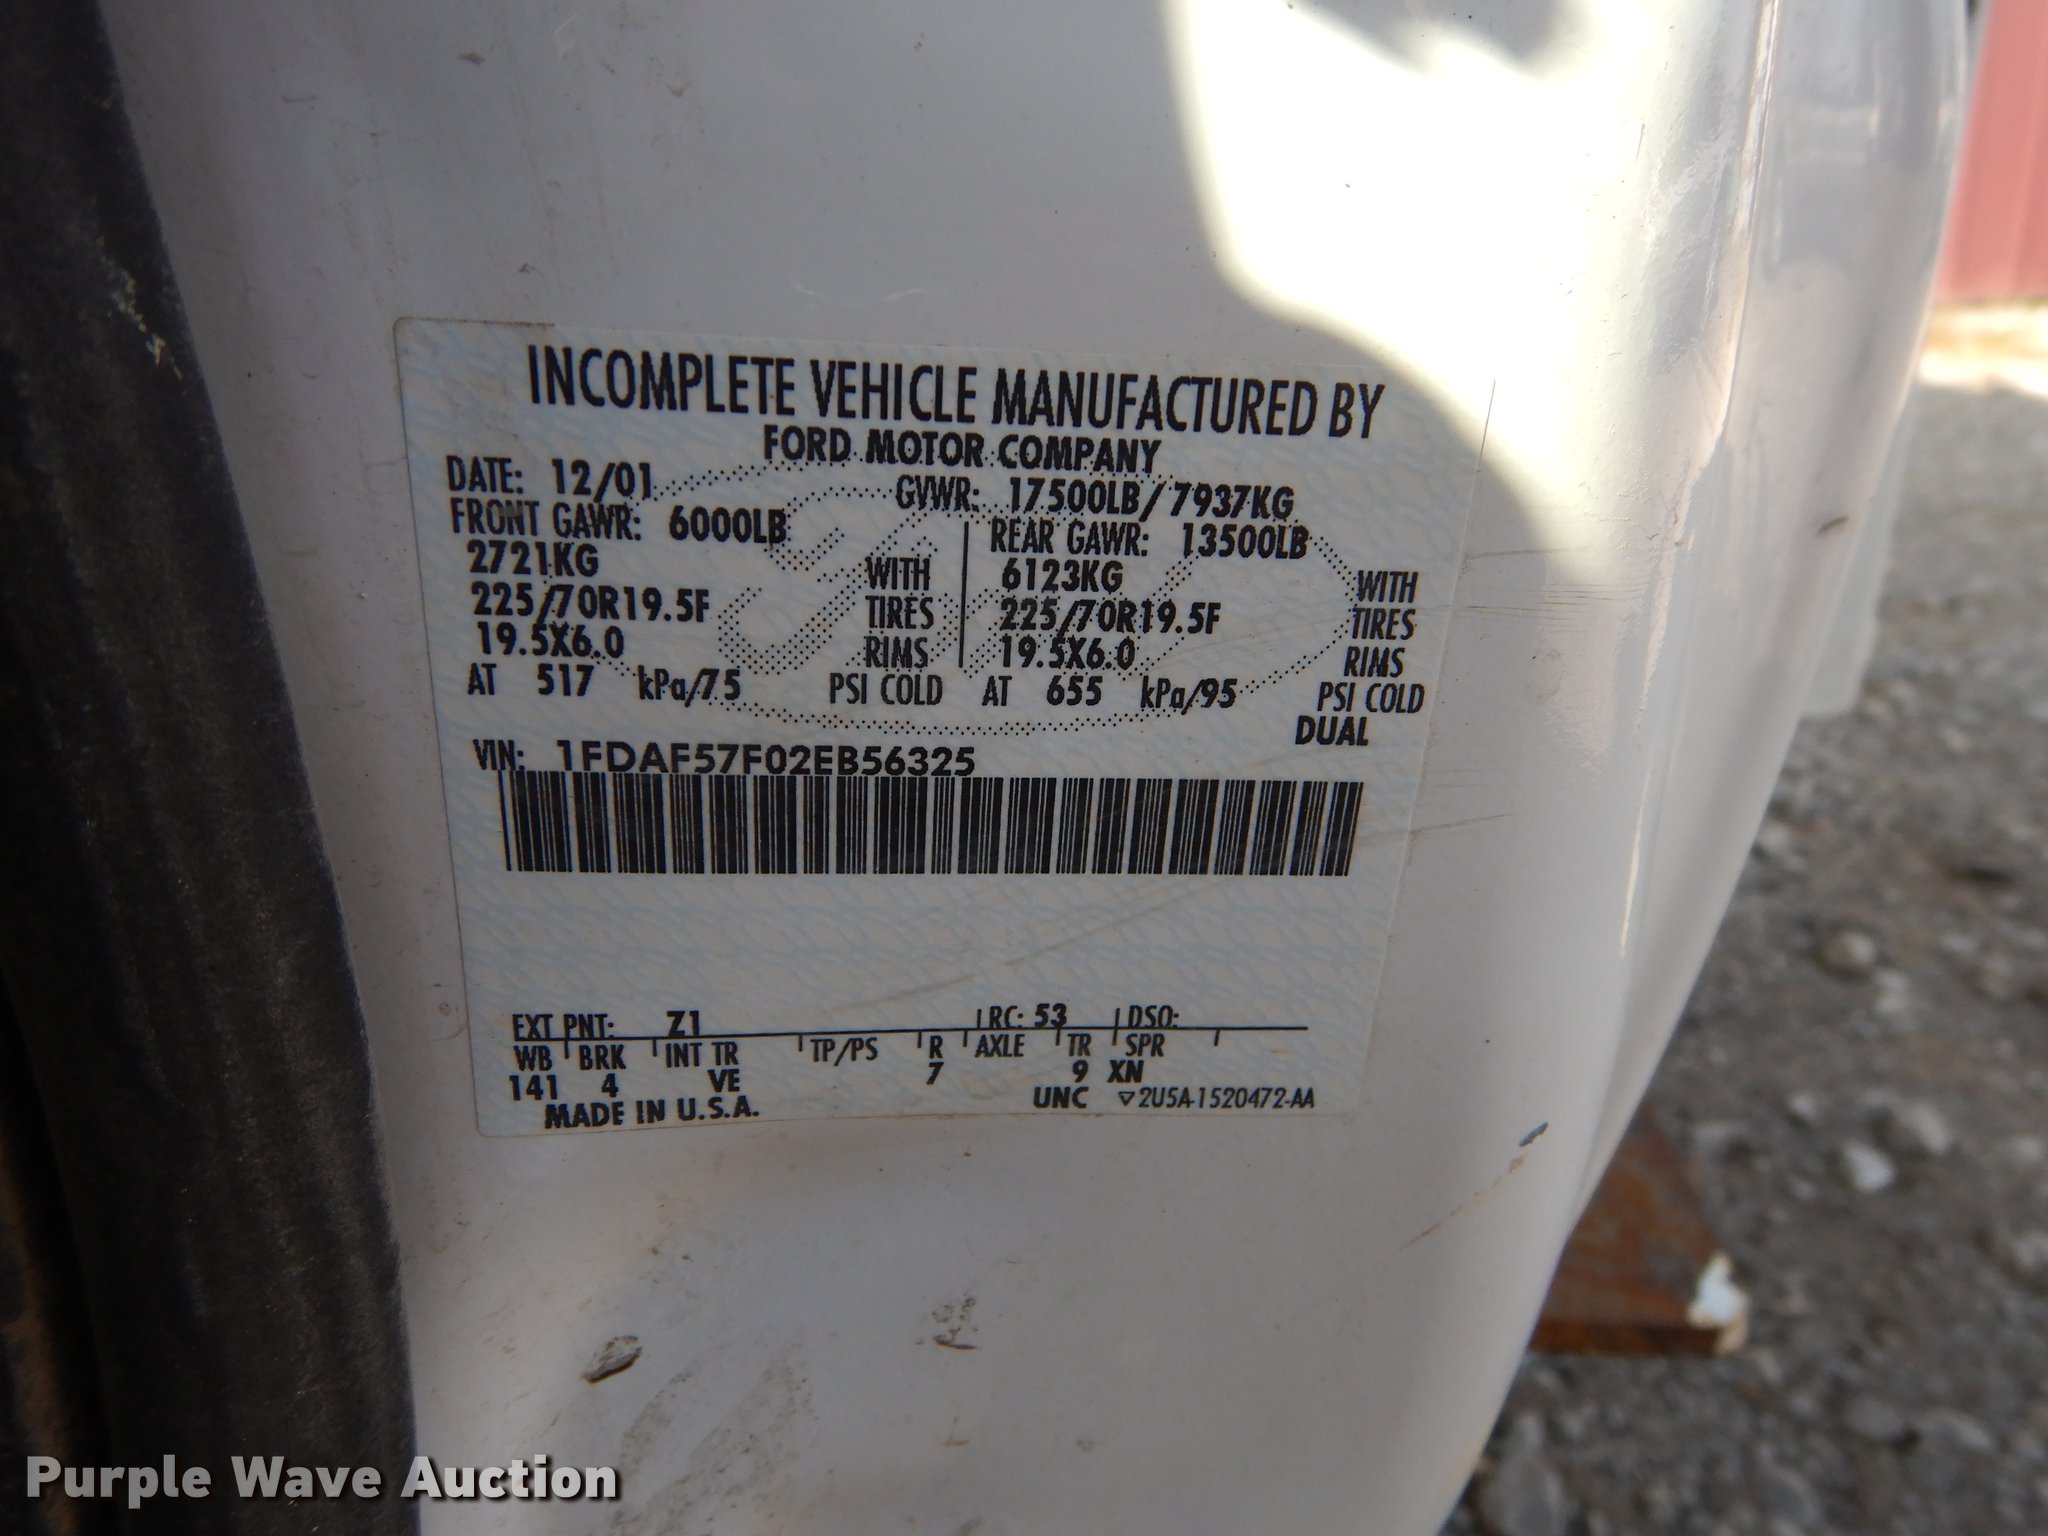 INCOMPLETE VEHICLE MANUFACTURED BY
FORD MOTOR COMPANY
DATE: 12/01 GVWR: 17500LB/ 7937KG
FRONT GAWR: 6000LB REAR GAWR: 13500LB
2721KG WITH 6123KG WITH
225/70R19.5F TIRES 225/70R19.5F TIRES
19.5X6.0 RIMS 19.5X6.0 RIMS
AT 517 kPa/75 PSI COLD AT 655 kPa/95 PSI COLD
DUAL
VIN: 1FDAF57F02EB56325
EXT PNT: Z1 RC: 53 DSO:
WB BRK INT TR TP/PS R AXLE TR SPR
141 4 VE 7 9 XN
MADE IN U.S.A. UNC ▽2U5A-1520472-AA
Purple Wave Auction